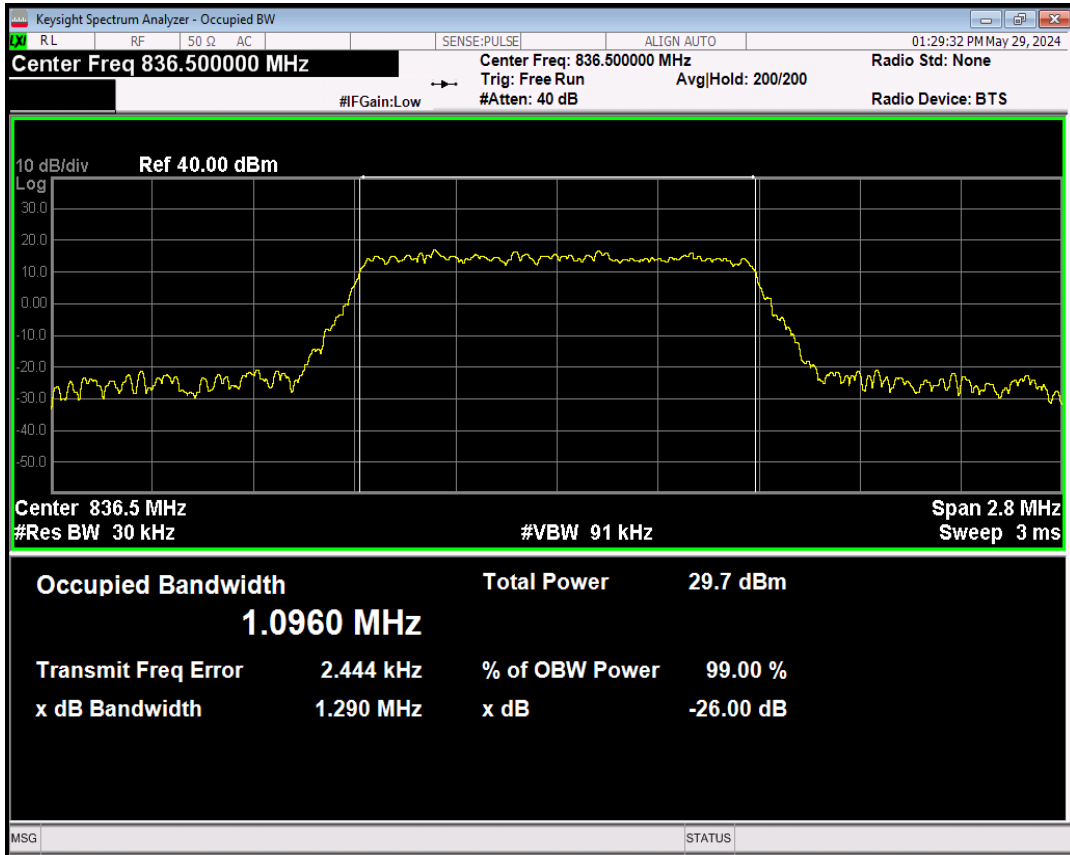 Keysight Spectrum Analyzer - Occupied BW
LXI RL RF 50 Ω AC SENSE:PULSE ALIGN AUTO 01:29:32 PM May 29, 2024
Center Freq 836.500000 MHz Center Freq: 836.500000 MHz Radio Std: None
Trig: Free Run Avg|Hold: 200/200
#IFGain:Low #Atten: 40 dB Radio Device: BTS
10 dB/div Ref 40.00 dBm
Log
30.0
20.0
10.0
0.00
-10.0
-20.0
-30.0
-40.0
-50.0
Center 836.5 MHz Span 2.8 MHz
#Res BW 30 kHz #VBW 91 kHz Sweep 3 ms
Occupied Bandwidth Total Power 29.7 dBm
1.0960 MHz
Transmit Freq Error 2.444 kHz % of OBW Power 99.00 %
x dB Bandwidth 1.290 MHz x dB -26.00 dB
MSG STATUS